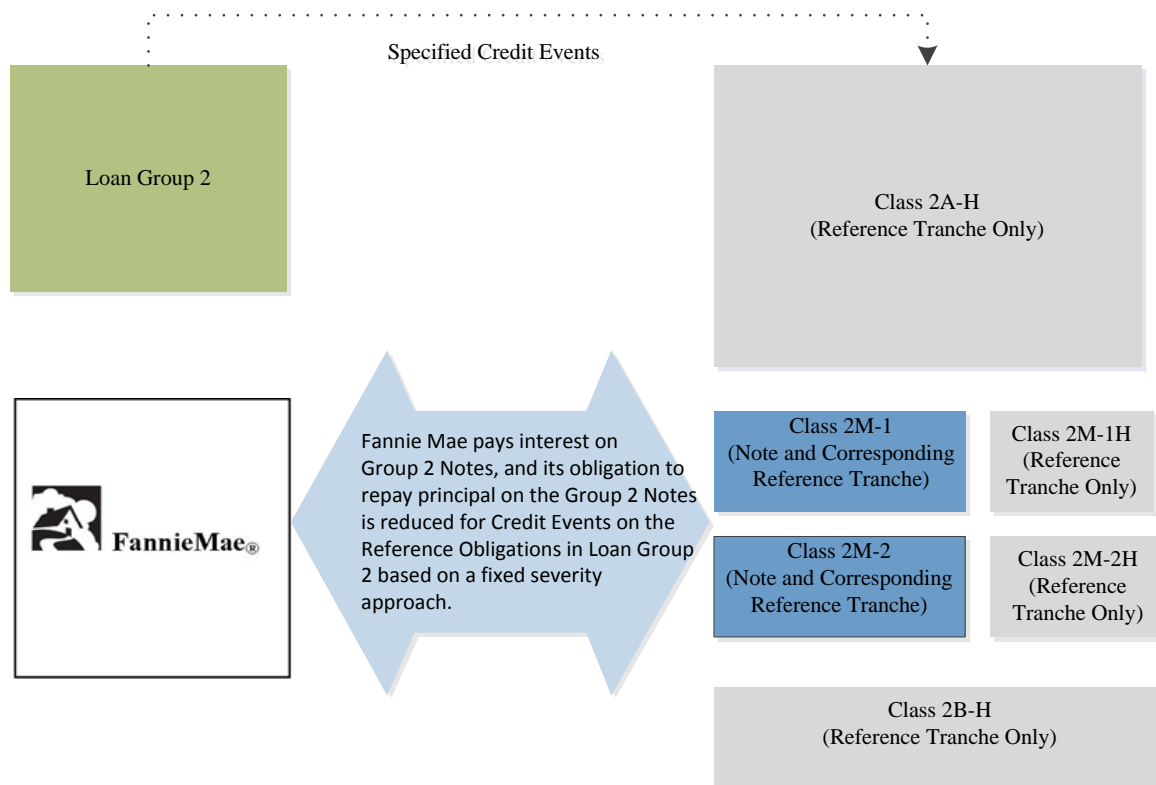 Specified Credit Events
Loan Group 2
Class 2A-H
(Reference Tranche Only)
FannieMae®
Fannie Mae pays interest on
Group 2 Notes, and its obligation to
repay principal on the Group 2 Notes
is reduced for Credit Events on the
Reference Obligations in Loan Group
2 based on a fixed severity
approach.
Class 2M-1
(Note and Corresponding
Reference Tranche)
Class 2M-1H
(Reference
Tranche Only)
Class 2M-2
(Note and Corresponding
Reference Tranche)
Class 2M-2H
(Reference
Tranche Only)
Class 2B-H
(Reference Tranche Only)